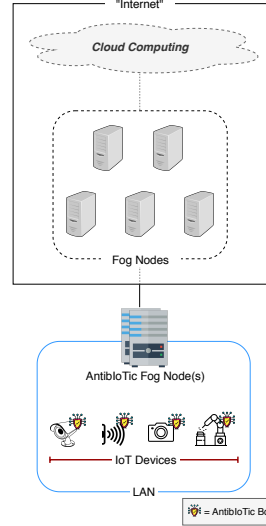 "Internet"
Cloud Computing
Fog Nodes
AntibIoTic Fog Node(s)
IoT Devices
LAN
= AntibIoTic Bo